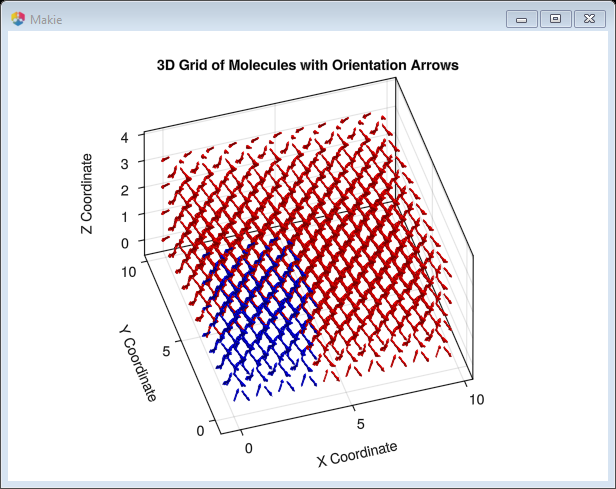 Makie
3D Grid of Molecules with Orientation Arrows
Z Coordinate
4
3
2
1
0
Y Coordinate
10
5
0
X Coordinate
0
5
10